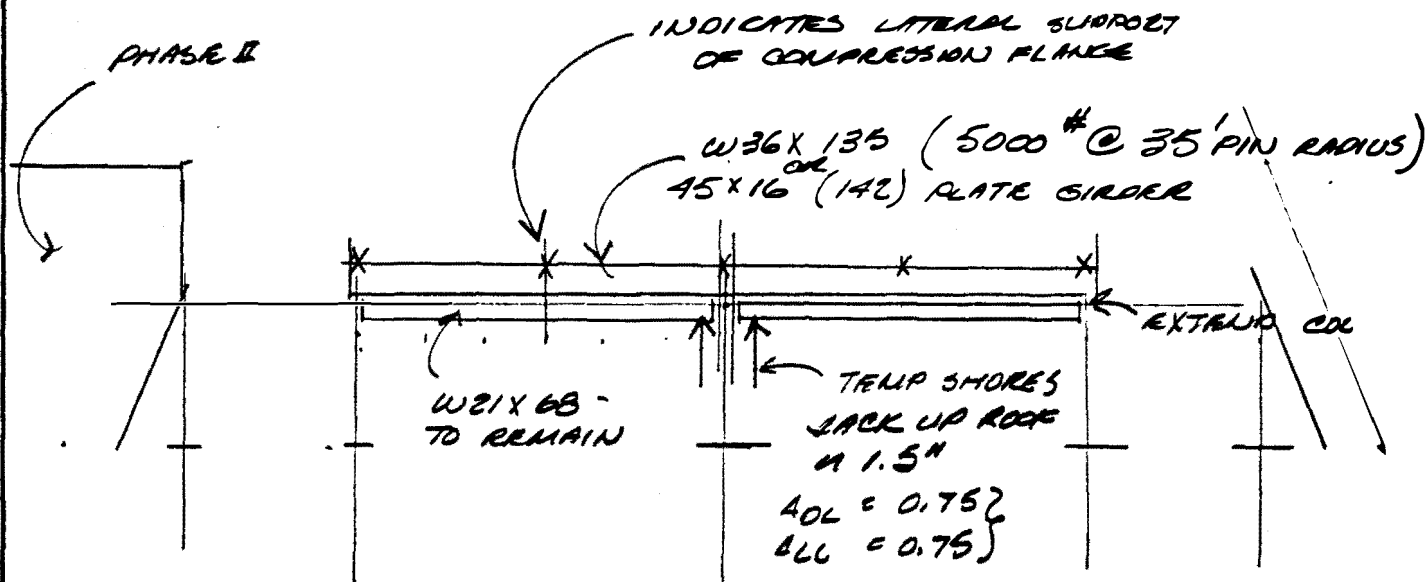 PHASE II
INDICATES LATERAL SUPPORT
OF COMPRESSION FLANGE
W36X135 (5000# @ 35' PIN RADIUS)
OR
45X16 (142) PLATE GIRDER
EXTEND COL
W21X68 -
TO REMAIN
TEMP SHORES
JACK UP ROOF
1.5"
ΔDL = 0.75}
ΔLL = 0.75}